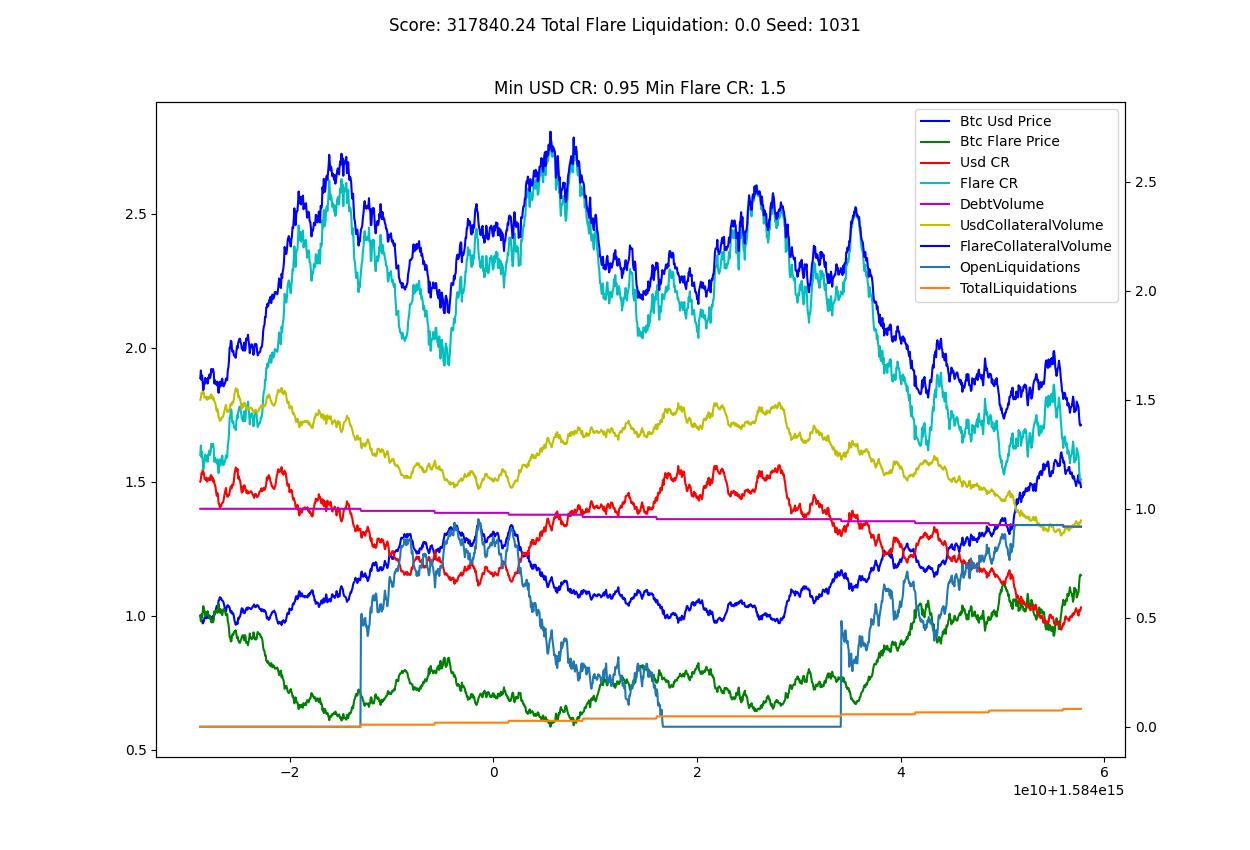 Score: 317840.24 Total Flare Liquidation: 0.0 Seed: 1031
Min USD CR: 0.95 Min Flare CR: 1.5
Btc Usd Price
Btc Flare Price
Usd CR
Flare CR
DebtVolume
UsdCollateralVolume
FlareCollateralVolume
OpenLiquidations
TotalLiquidations
2.5
2.0
1.5
1.0
0.5
2.5
2.0
1.5
1.0
0.5
0.0
−2 0 2 4 6
1e10+1.584e15